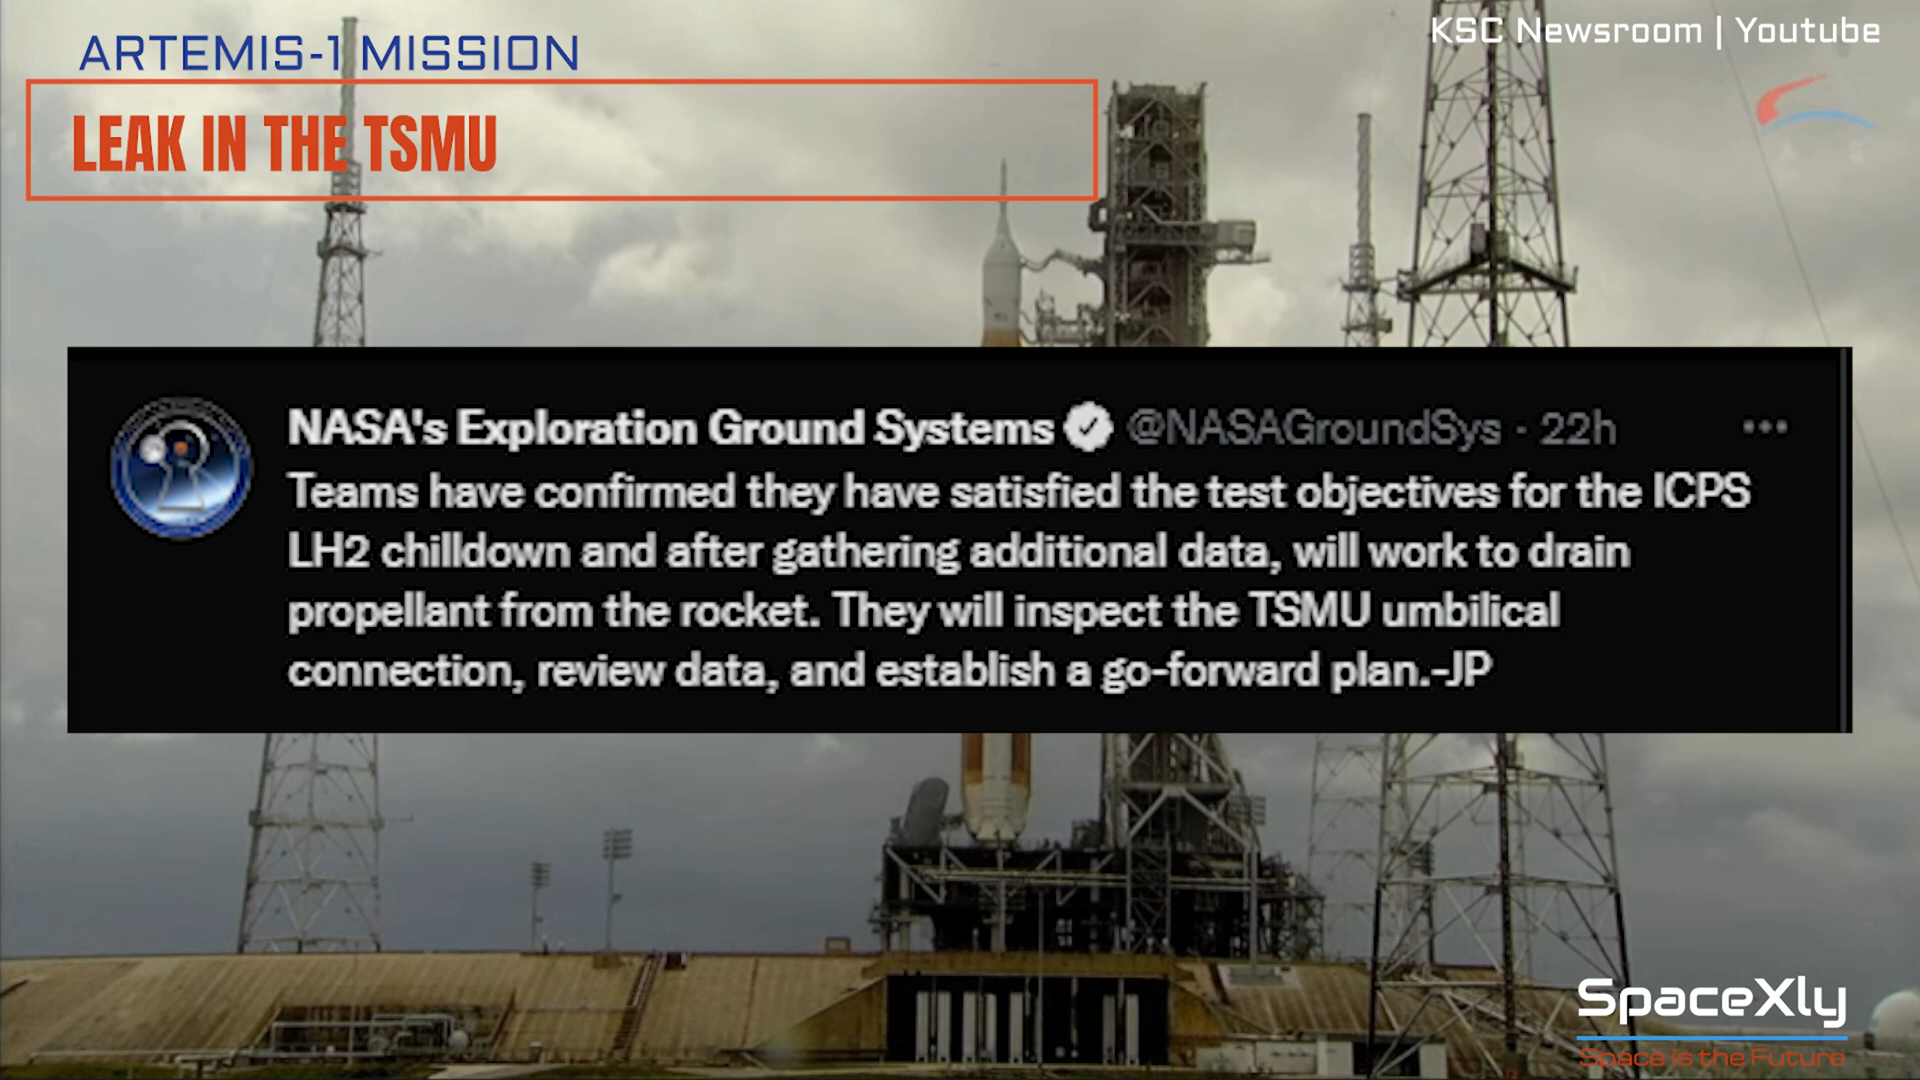 KSC Newsroom | Youtube
ARTEMIS-1 MISSION
LEAK IN THE TSMU
NASA's Exploration Ground Systems @NASAGroundSys · 22h
Teams have confirmed they have satisfied the test objectives for the ICPS
LH2 chilldown and after gathering additional data, will work to drain
propellant from the rocket. They will inspect the TSMU umbilical
connection, review data, and establish a go-forward plan.-JP
SpaceXly
Space is the Future